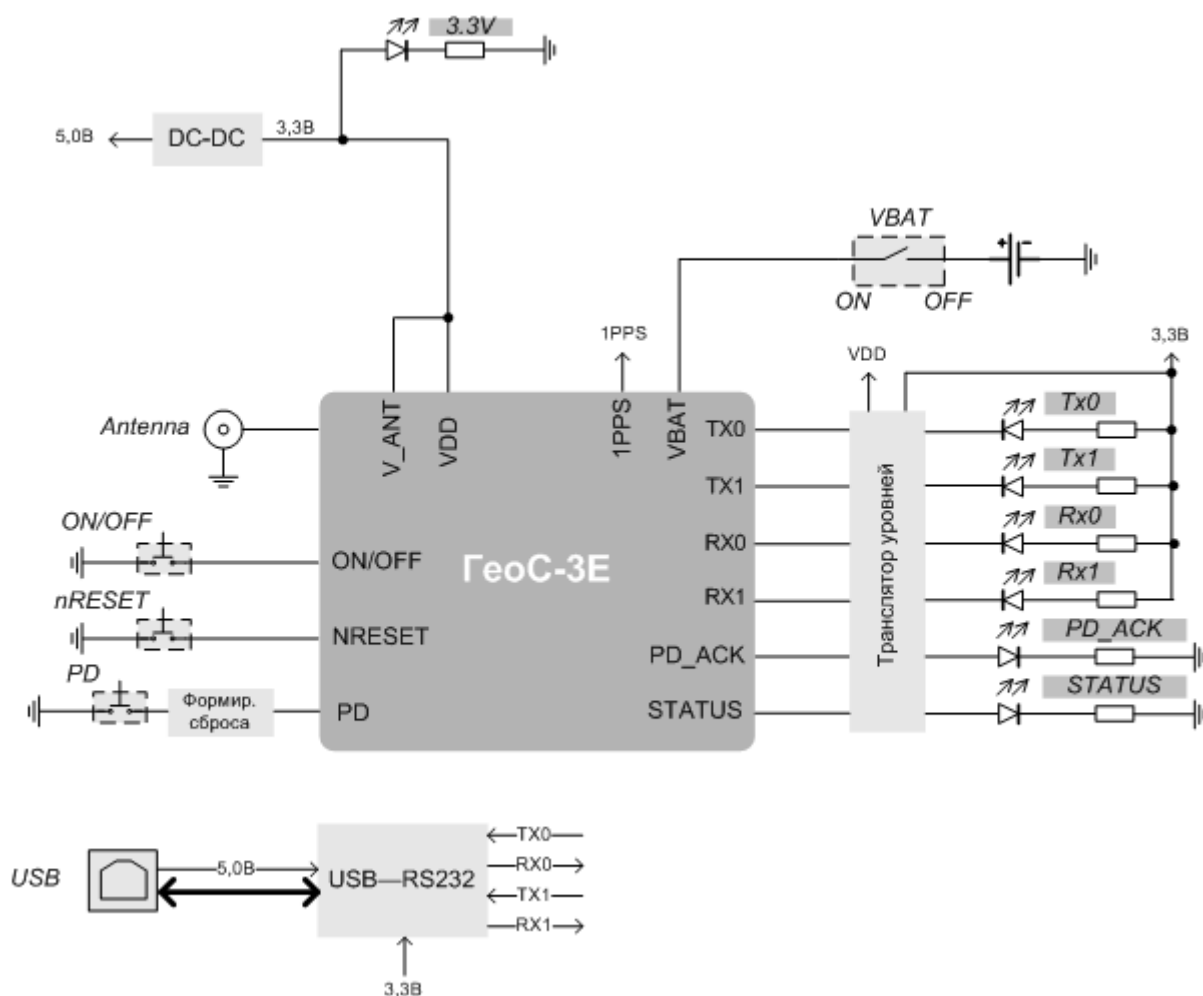 3.3V
5,0В
DC-DC
3,3В
VBAT
ON
OFF
1PPS
VDD
3,3В
Antenna
V_ANT
VDD
1PPS
VBAT
TX0
Tx0
TX1
Tx1
ON/OFF
ON/OFF
ГеоС-3Е
RX0
Rx0
nRESET
NRESET
RX1
Rx1
Транслятор уровней
PD
Формир.
сброса
PD
PD_ACK
PD_ACK
STATUS
STATUS
USB
5,0В
USB—RS232
TX0
RX0
TX1
RX1
3,3В